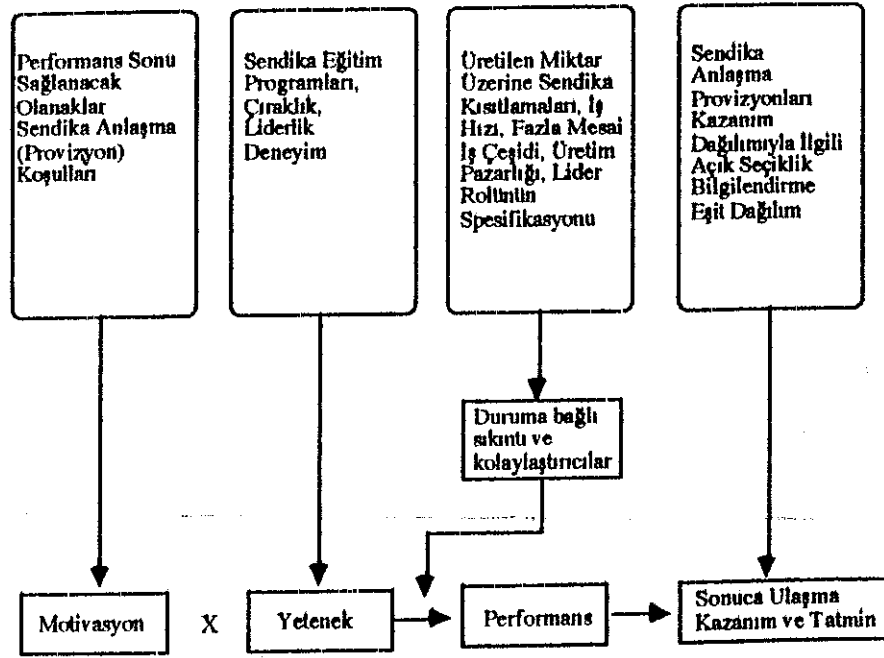 Performans Sonu
Sağlanacak
Olanaklar
Sendika Anlaşma
(Provizyon)
Koşulları
Sendika Eğitim
Programları,
Çıraklık,
Liderlik
Deneyim
Üretilen Miktar
Üzerine Sendika
Kısıtlamaları, İş
Hızı, Fazla Mesai
İş Çeşidi, Üretim
Pazarlığı, Lider
Rolünün
Spesifikasyonu
Sendika
Anlaşma
Provizyonları
Kazanım
Dağılımıyla İlgili
Açık Seçiklik
Bilgilendirme
Eşit Dağılım
Duruma bağlı
sıkıntı ve
kolaylaştırıcılar
Motivasyon
X
Yetenek
Performans
Sonuca Ulaşma
Kazanım ve Tatmin